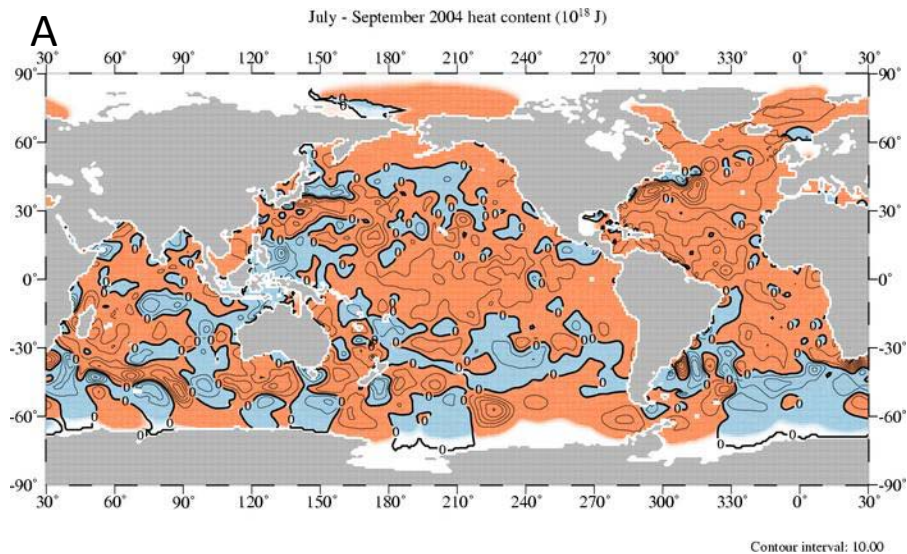 A
July - September 2004 heat content (10¹⁸ J)
30˚ 60˚ 90˚ 120˚ 150˚ 180˚ 210˚ 240˚ 270˚ 300˚ 330˚ 0˚ 30˚
90˚ 90˚
60˚ 60˚
30˚ 30˚
0˚ 0˚
-30˚ -30˚
-60˚ -60˚
-90˚ -90˚
30˚ 60˚ 90˚ 120˚ 150˚ 180˚ 210˚ 240˚ 270˚ 300˚ 330˚ 0˚ 30˚
Contour interval: 10.00